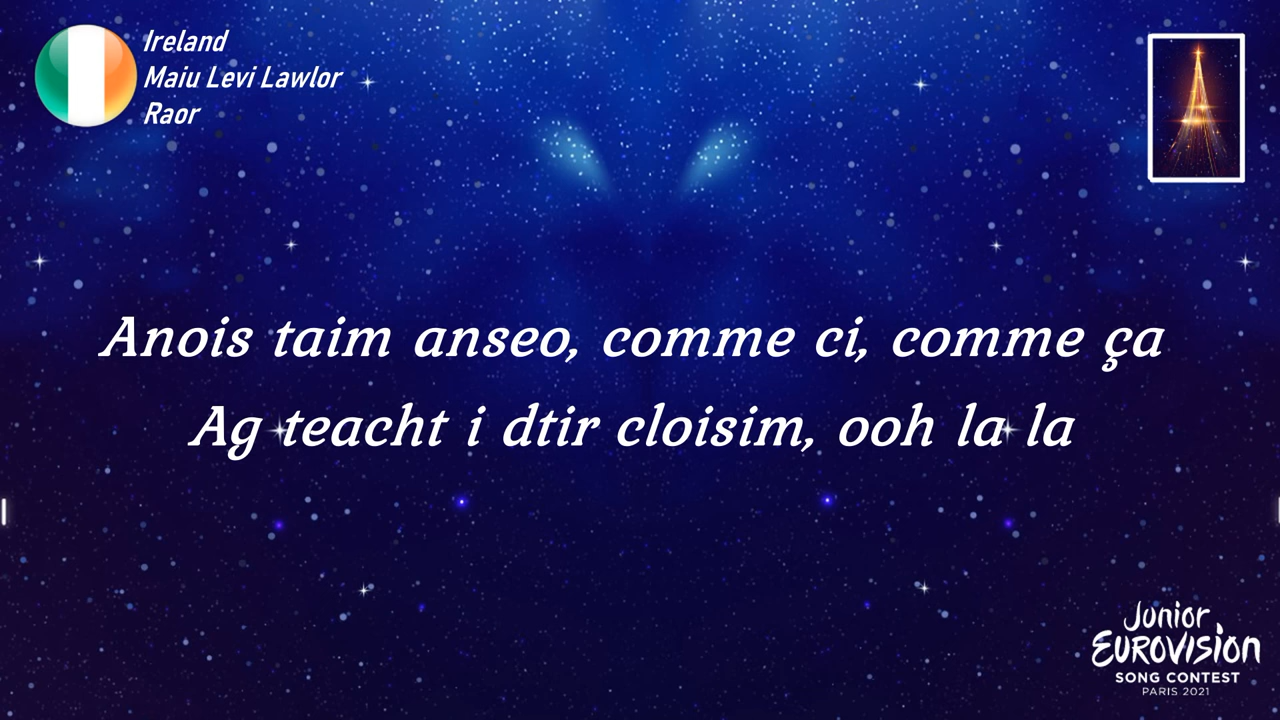 Ireland
Maiu Levi Lawlor
Raor
Anois taim anseo, comme ci, comme ça
Ag teacht i dtir cloisim, ooh la la
Junior
EUROVISION
SONG CONTEST
PARIS 2021